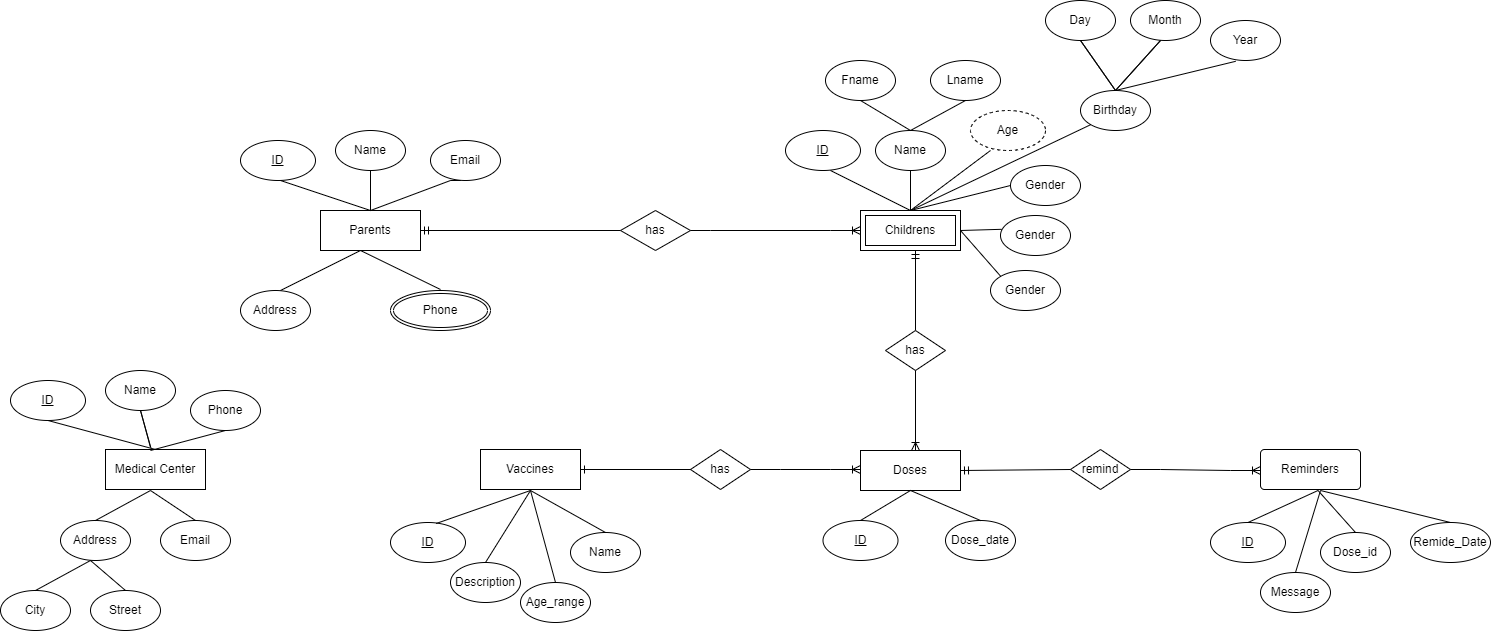 Day
Month
Year
Fname
Lname
Birthday
Age
ID
Name
Email
ID
Name
Gender
Parents
has
Childrens
Gender
Address
Phone
Gender
has
ID
Name
Phone
Medical Center
Vaccines
has
Doses
remind
Reminders
Address
Email
ID
Name
Description
Age_range
ID
Dose_date
ID
Dose_id
Remide_Date
Message
City
Street